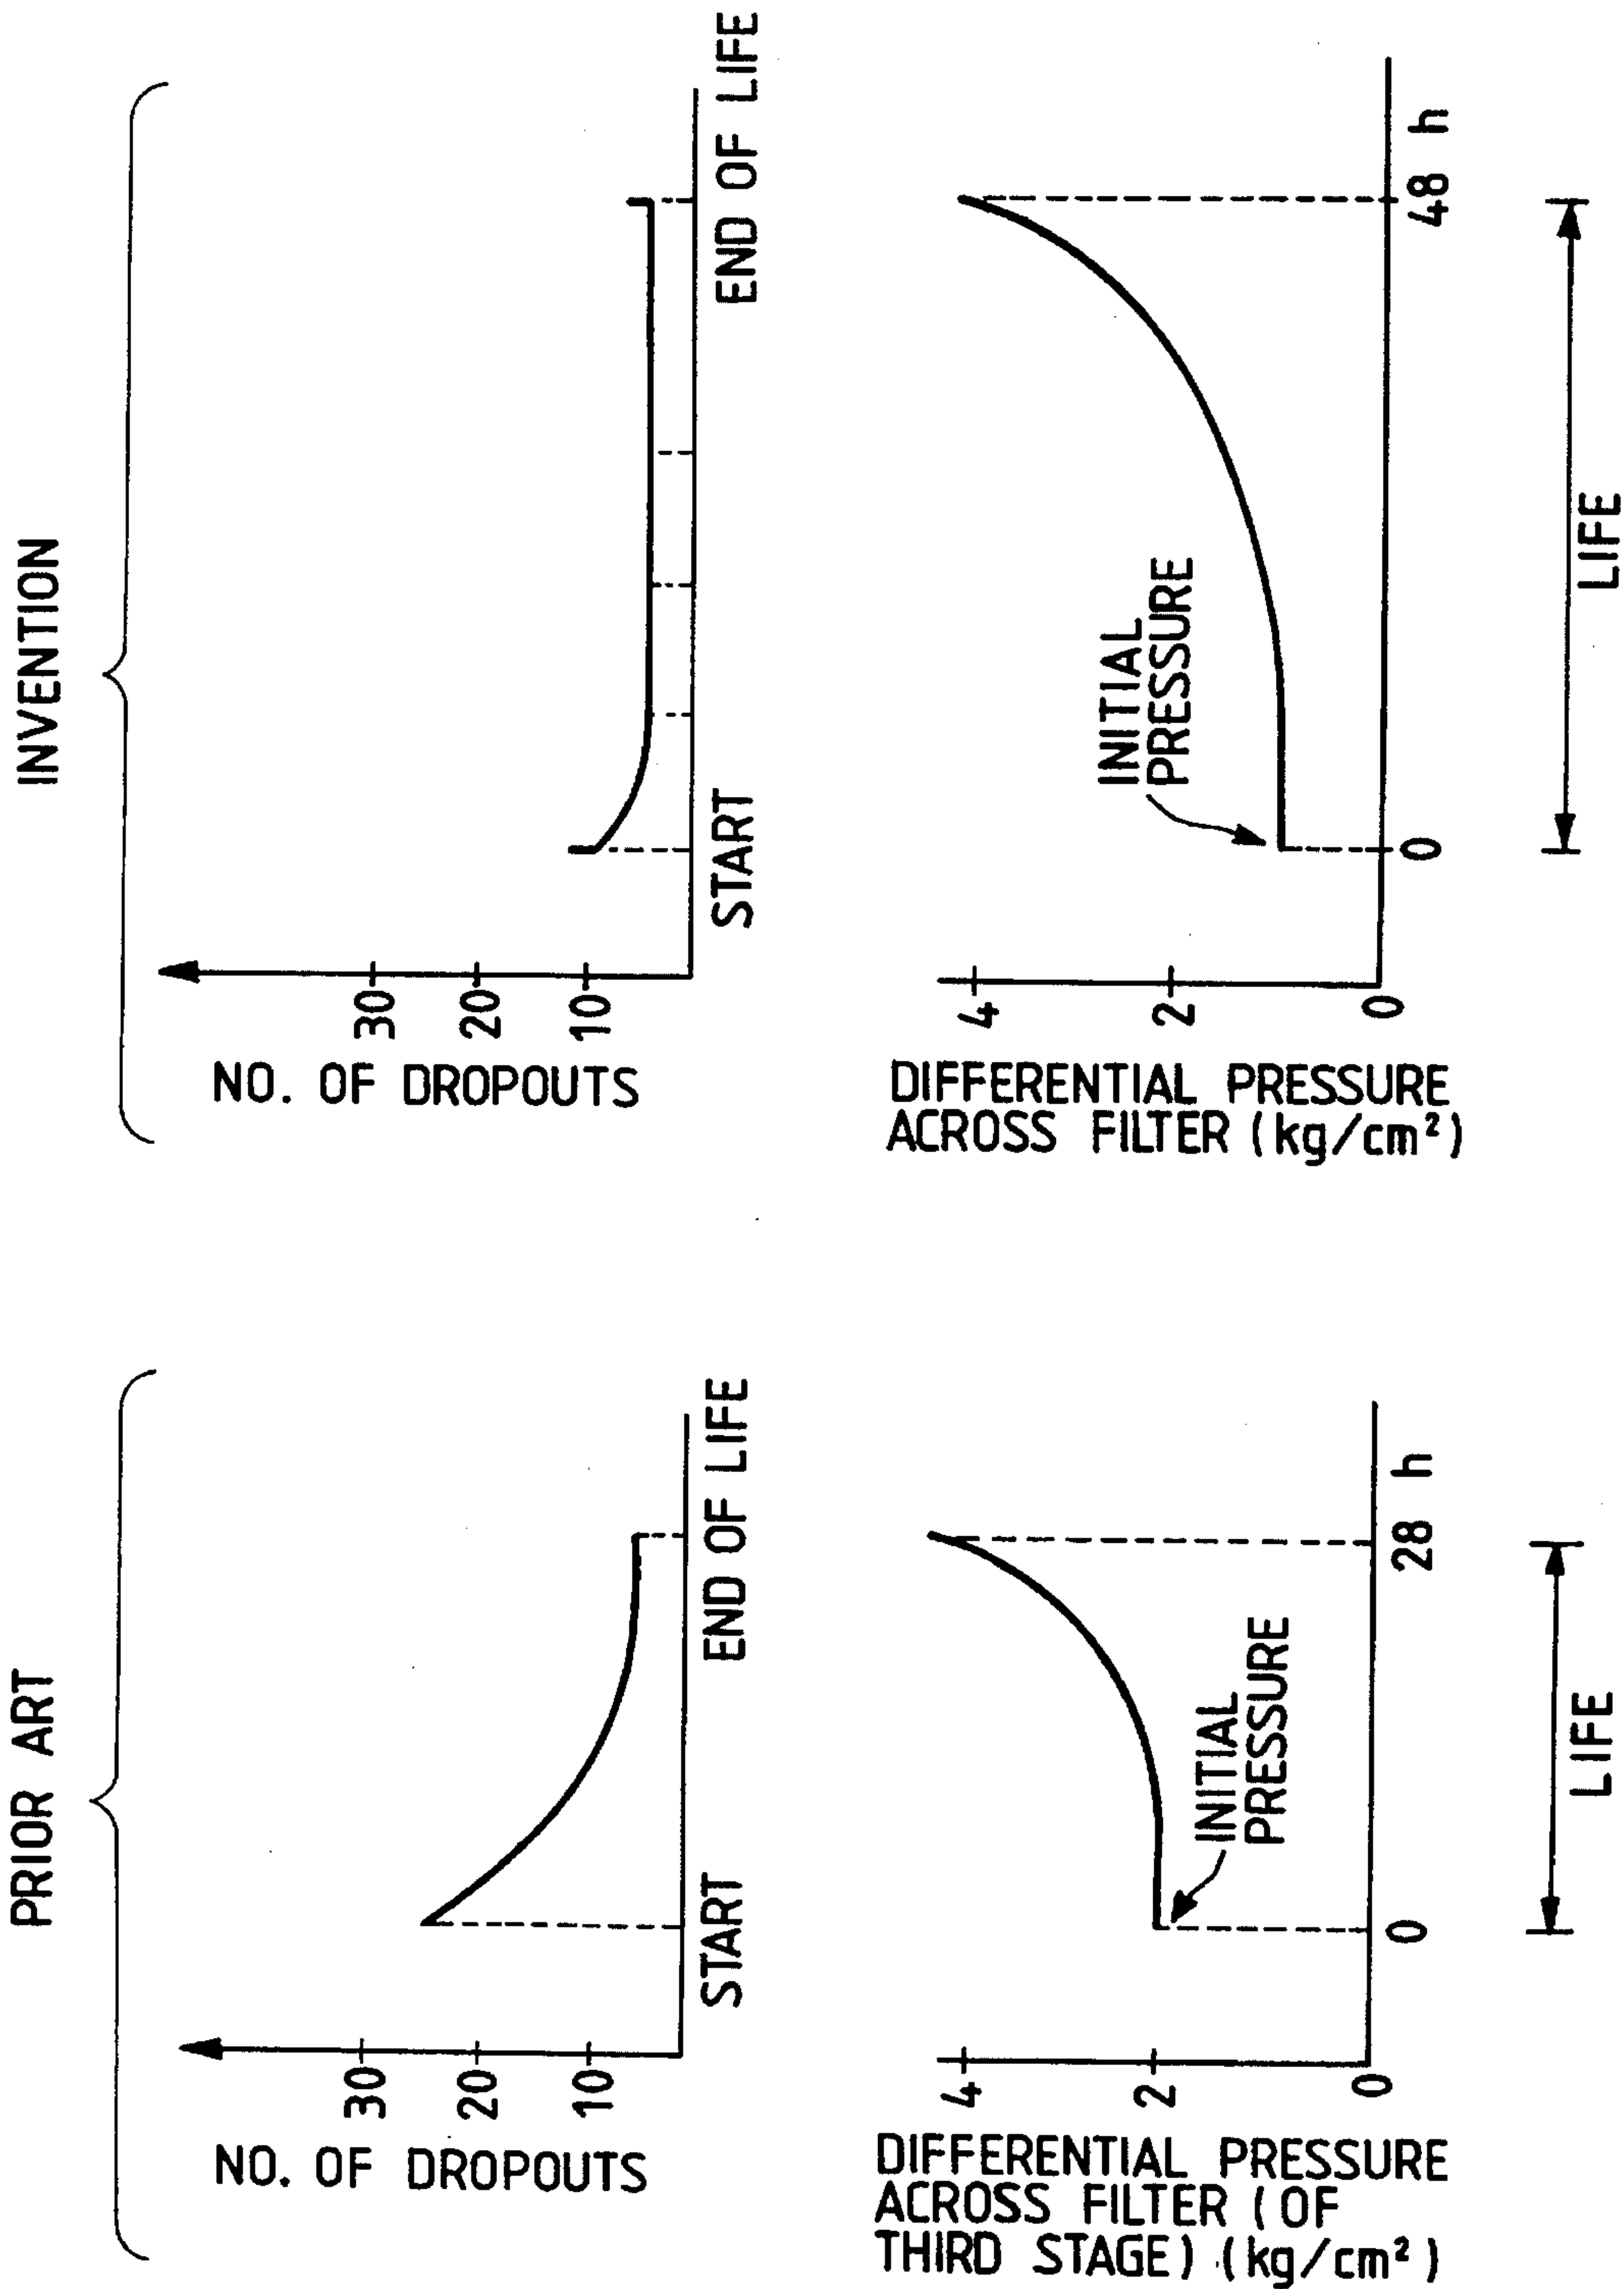 PRIOR ART
NO. OF DROPOUTS
30
20
10
START
END OF LIFE
DIFFERENTIAL PRESSURE
ACROSS FILTER (OF
THIRD STAGE) (kg/cm²)
4
2
0
INITIAL
PRESSURE
0
28 h
LIFE
INVENTION
NO. OF DROPOUTS
30
20
10
START
END OF LIFE
DIFFERENTIAL PRESSURE
ACROSS FILTER (kg/cm²)
4
2
0
INITIAL
PRESSURE
0
48 h
LIFE